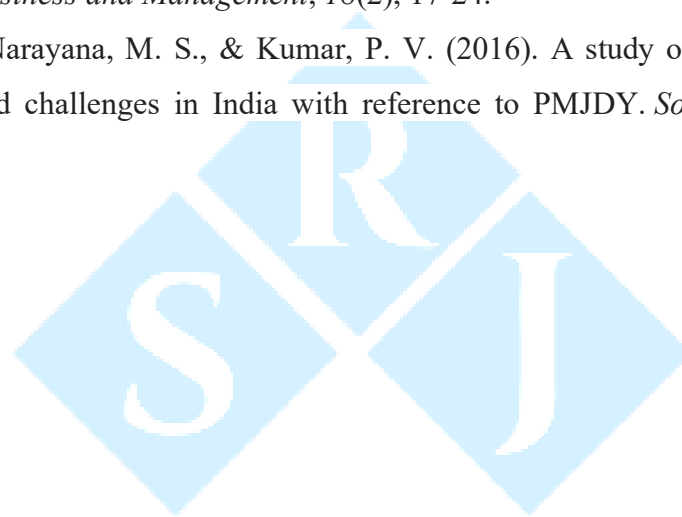 siness and Management, 18(2), 17-24.
Narayana, M. S., & Kumar, P. V. (2016). A study o
d challenges in India with reference to PMJDY. So
R
S J